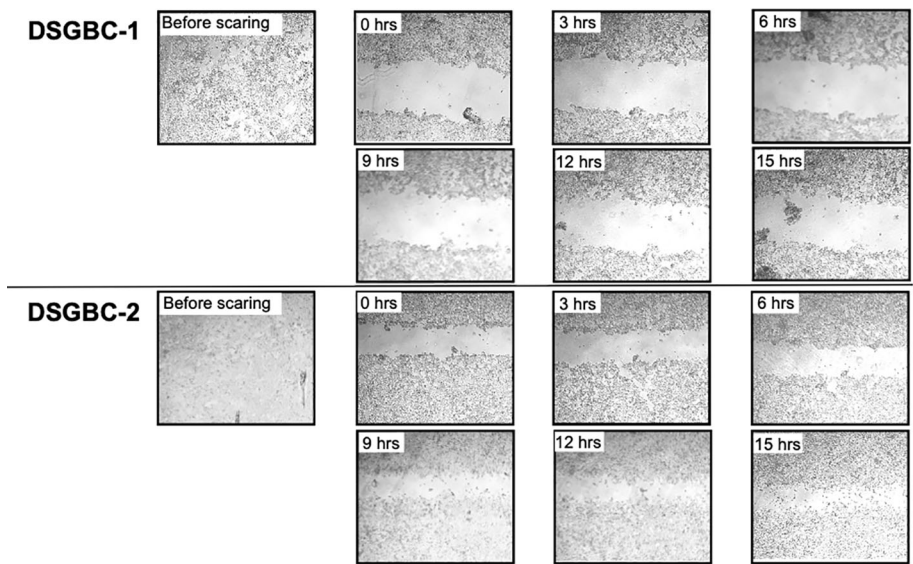 DSGBC-1
Before scaring
0 hrs
3 hrs
6 hrs
9 hrs
12 hrs
15 hrs
DSGBC-2
Before scaring
0 hrs
3 hrs
6 hrs
9 hrs
12 hrs
15 hrs